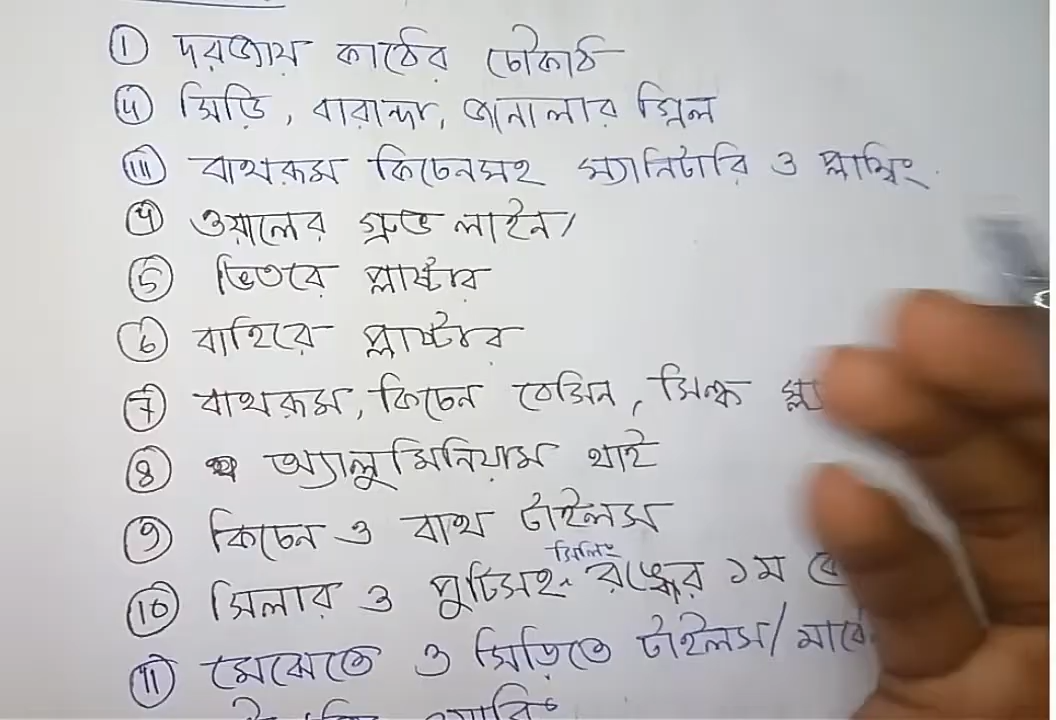 ① দরজায় কাঠের চৌকাঠ
② সিড়ি, বারান্দা, জানালার গ্রিল
③ বাথরুম কিচেনসহ স্যানিটারি ও প্লাম্বিং
④ ওয়ালের গ্রুভ লাইন/
⑤ ভিতরে প্লাস্টার
⑥ বাহিরে প্লাস্টার
⑦ বাথরুম, কিচেন বেসিন, সিল্ক
⑧ অ্যালুমিনিয়াম থাই
⑨ কিচেন ও বাথ টাইলস
⑩ সিলার ও পুটিসহ সিলিং রঙ্গের ১ম
⑪ মেঝেতে ও সিড়িতে টাইলস/